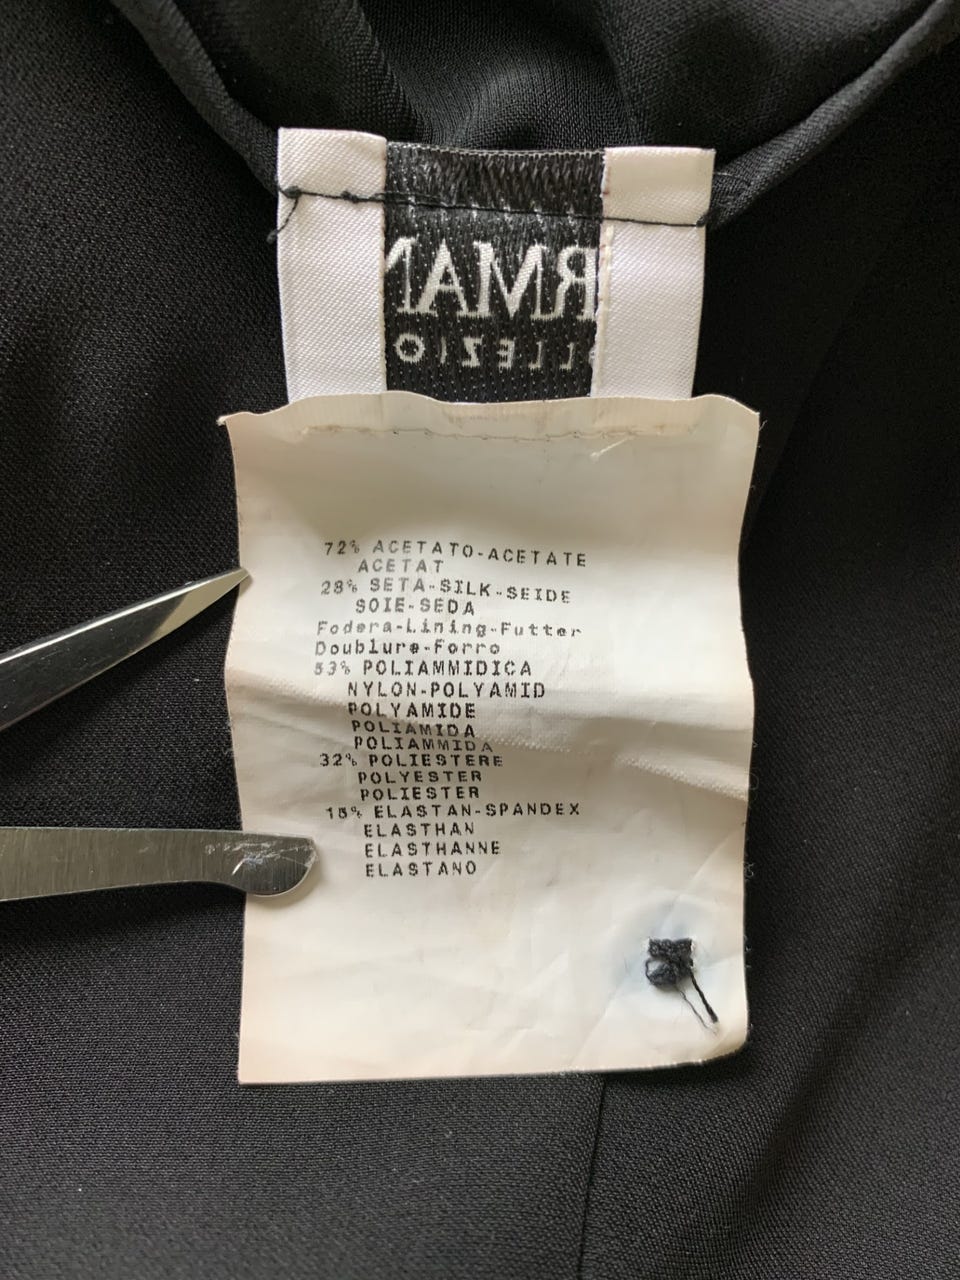 RMAN
LLEZIO
72% ACETATO-ACETATE
ACETAT
28% SETA-SILK-SEIDE
SOIE-SEDA
Fodera-Lining-Futter
Doublure-Forro
53% POLIAMMIDICA
NYLON-POLYAMID
POLYAMIDE
POLIAMIDA
POLIAMMIDA
32% POLIESTERE
POLYESTER
POLIESTER
15% ELASTAN-SPANDEX
ELASTHAN
ELASTHANNE
ELASTANO